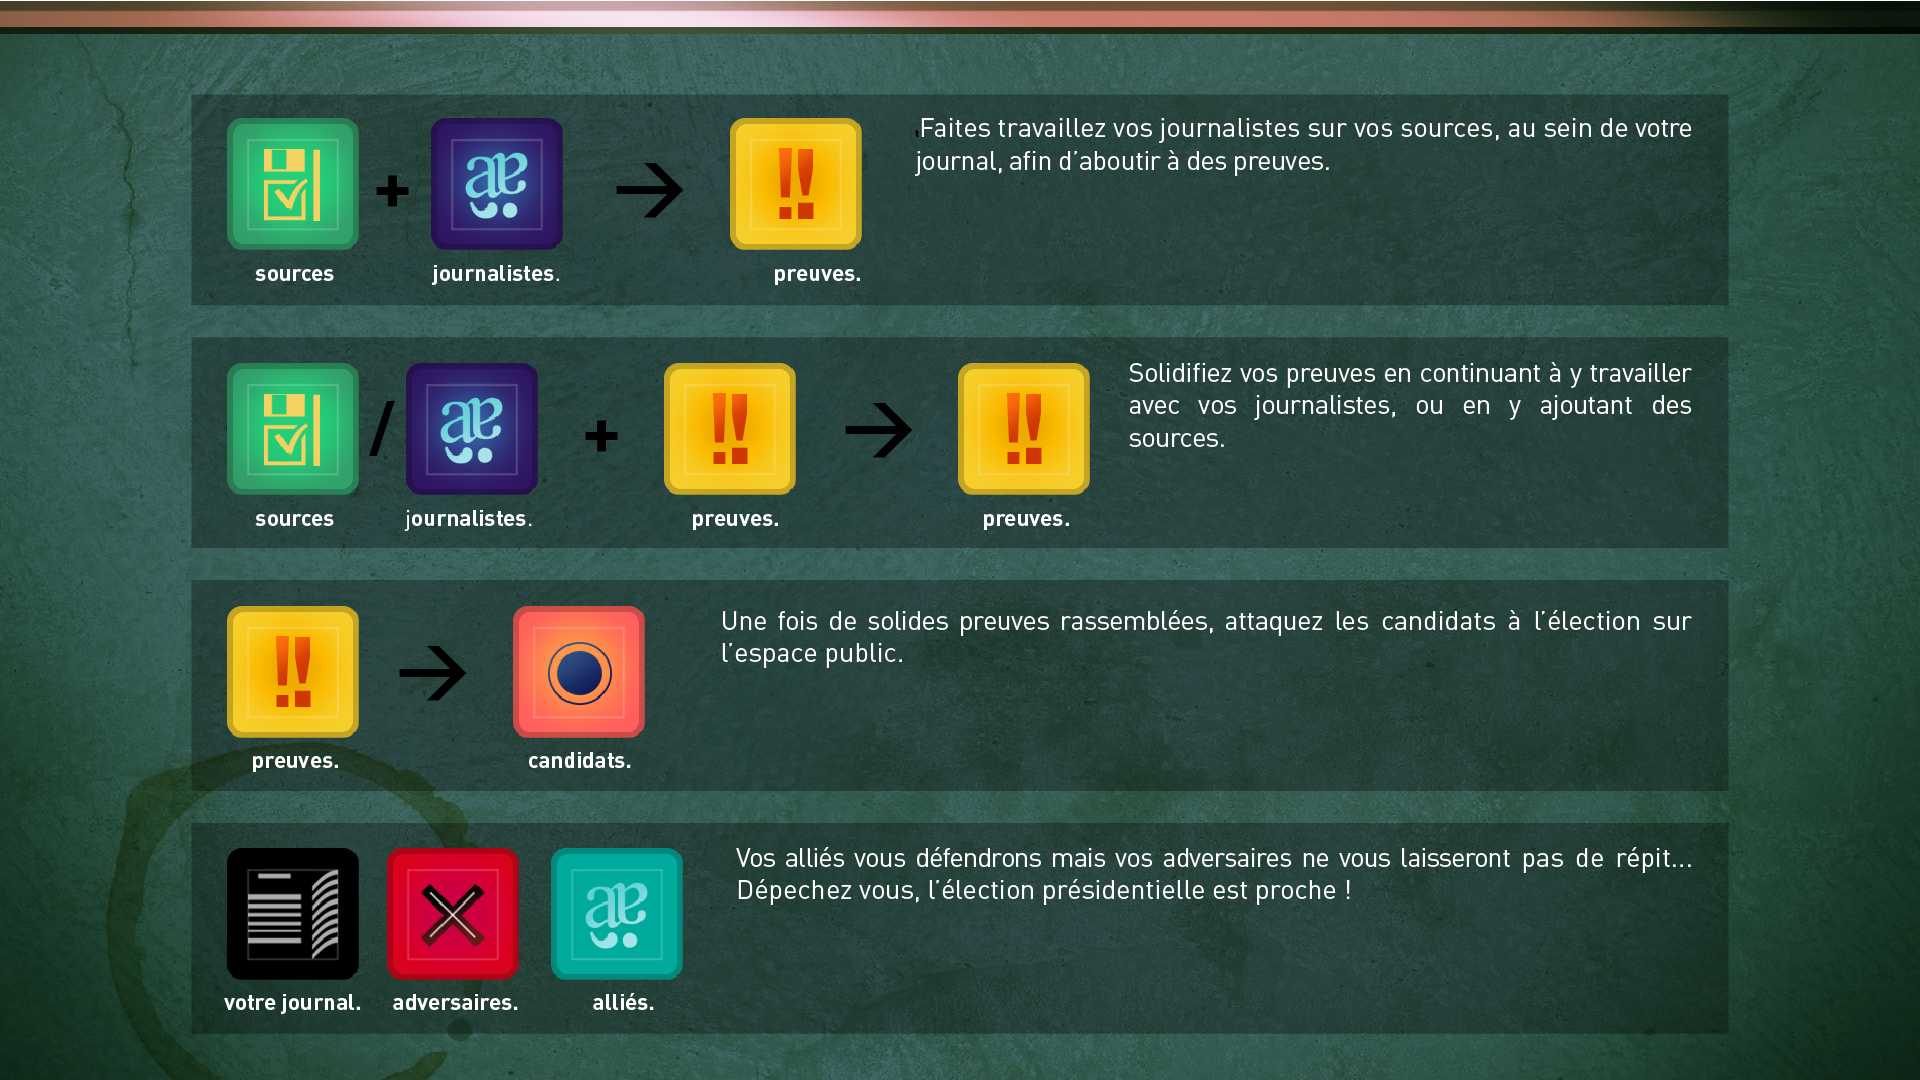 Faites travaillez vos journalistes sur vos sources, au sein de votre
journal, afin d'aboutir à des preuves.
+
sources
journalistes.
preuves.
Solidifiez vos preuves en continuant à y travailler
avec vos journalistes, ou en y ajoutant des
sources.
/
+
sources
journalistes.
preuves.
preuves.
Une fois de solides preuves rassemblées, attaquez les candidats à l'élection sur
l'espace public.
preuves.
candidats.
Vos alliés vous défendrons mais vos adversaires ne vous laisseront pas de répit...
Dépechez vous, l'élection présidentielle est proche !
votre journal.
adversaires.
alliés.